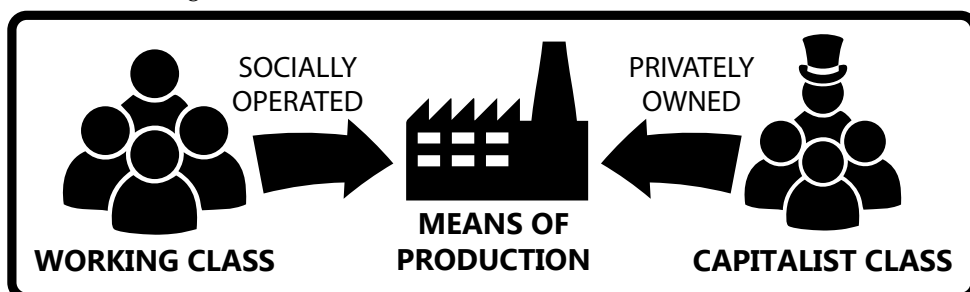 SOCIALLY
OPERATED
PRIVATELY
OWNED
WORKING CLASS
MEANS OF
PRODUCTION
CAPITALIST CLASS